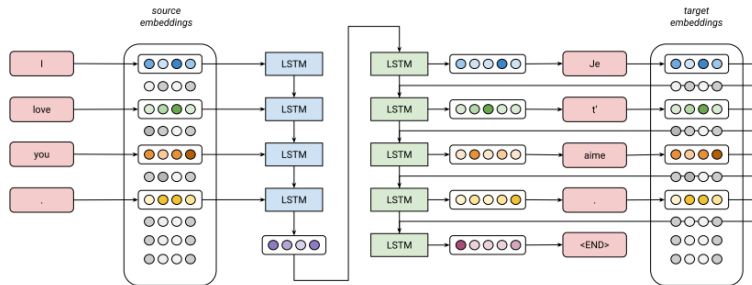 source
embeddings
target
embeddings
I
LSTM
LSTM
Je
love
LSTM
LSTM
t'
you
LSTM
LSTM
aime
.
LSTM
LSTM
.
LSTM
<END>